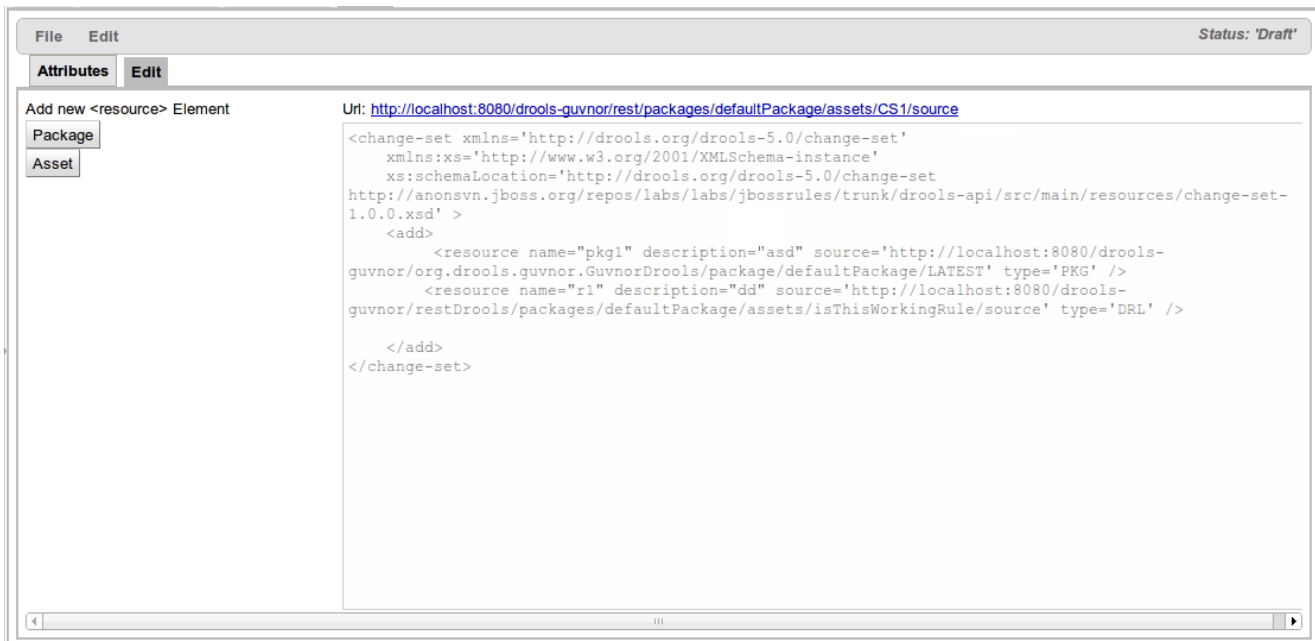 File Edit Status: 'Draft'
Attributes Edit
Add new <resource> Element
Package
Asset
Url: http://localhost:8080/drools-guvnor/rest/packages/defaultPackage/assets/CS1/source
<change-set xmlns='http://drools.org/drools-5.0/change-set'
xmlns:xs='http://www.w3.org/2001/XMLSchema-instance'
xs:schemaLocation='http://drools.org/drools-5.0/change-set
http://anonsvn.jboss.org/repos/labs/labs/jbossrules/trunk/drools-api/src/main/resources/change-set-
1.0.0.xsd' >
<add>
<resource name="pkg1" description="asd" source='http://localhost:8080/drools-
guvnor/org.drools.guvnor.GuvnorDrools/package/defaultPackage/LATEST' type='PKG' />
<resource name="r1" description="dd" source='http://localhost:8080/drools-
guvnor/restDrools/packages/defaultPackage/assets/isThisWorkingRule/source' type='DRL' />
</add>
</change-set>